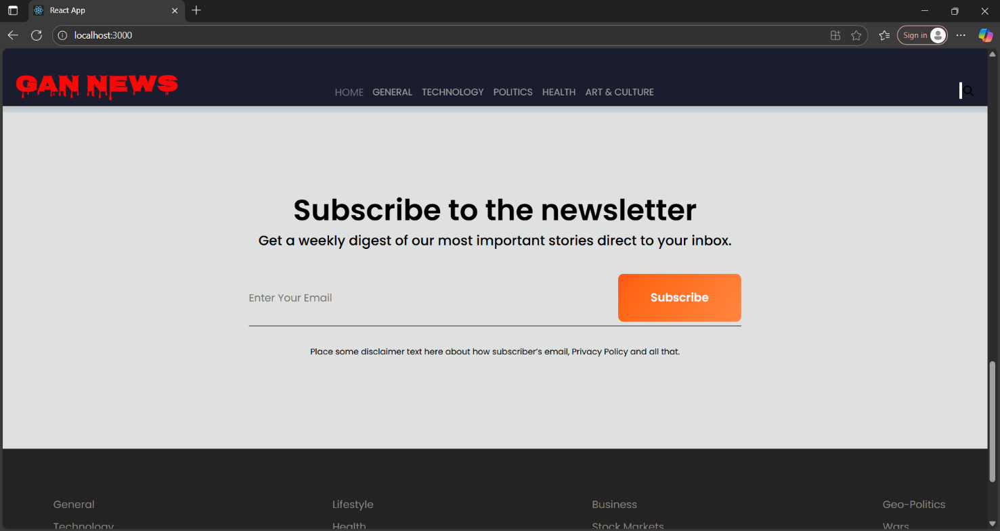 React App
localhost:3000
Sign in
GAN NEWS
HOME GENERAL TECHNOLOGY POLITICS HEALTH ART & CULTURE
Subscribe to the newsletter
Get a weekly digest of our most important stories direct to your inbox.
Enter Your Email
Subscribe
Place some disclaimer text here about how subscriber’s email, Privacy Policy and all that.
General Lifestyle Business Geo-Politics
Technology Health Stock Markets Wars